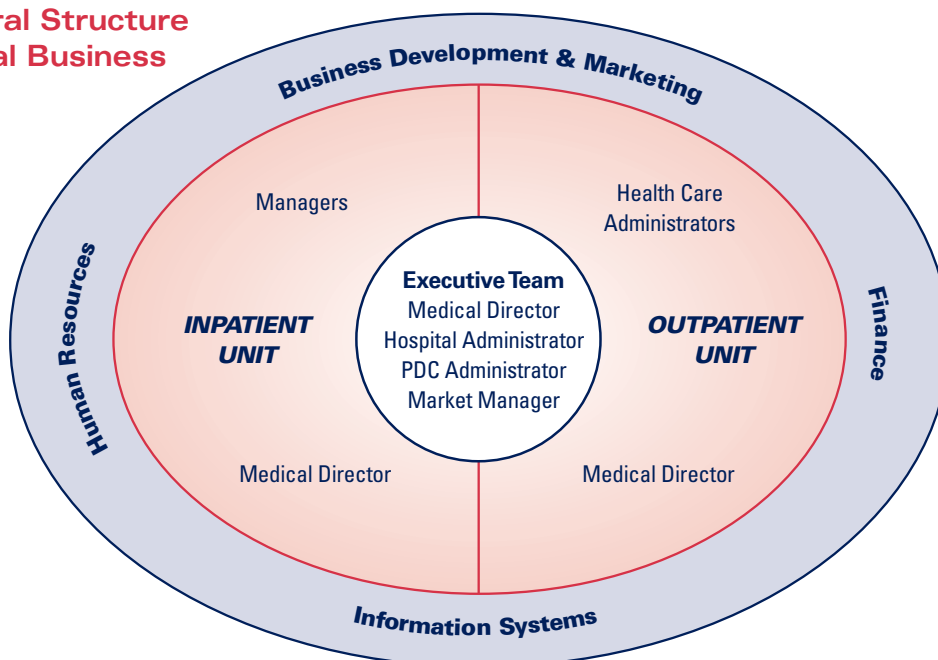 ral Structure
al Business
Business Development & Marketing
Managers
Health Care
Administrators
Human Resources
Finance
Executive Team
Medical Director
Hospital Administrator
PDC Administrator
Market Manager
INPATIENT
UNIT
OUTPATIENT
UNIT
Medical Director
Medical Director
Information Systems